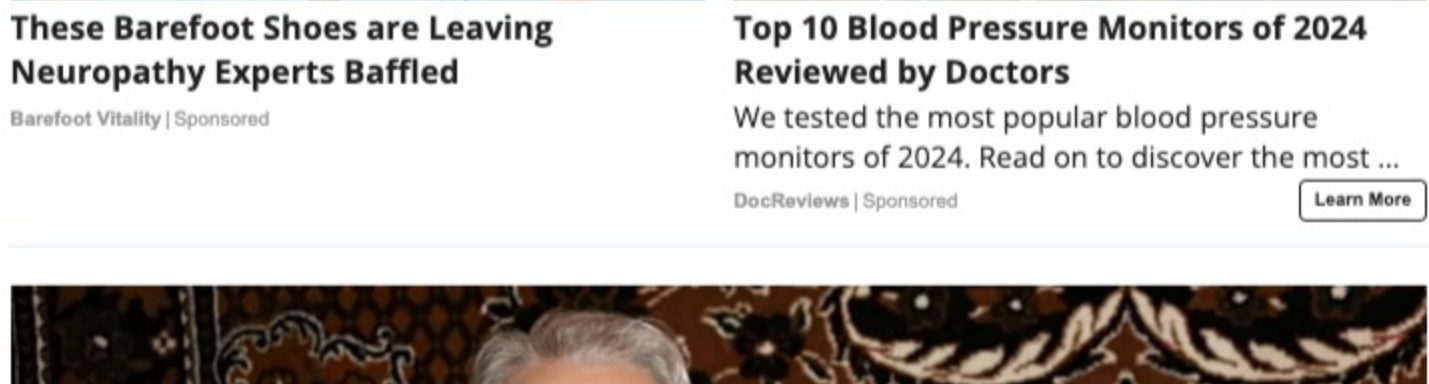 These Barefoot Shoes are Leaving
Neuropathy Experts Baffled
Barefoot Vitality | Sponsored
Top 10 Blood Pressure Monitors of 2024
Reviewed by Doctors
We tested the most popular blood pressure
monitors of 2024. Read on to discover the most ...
DocReviews | Sponsored
Learn More